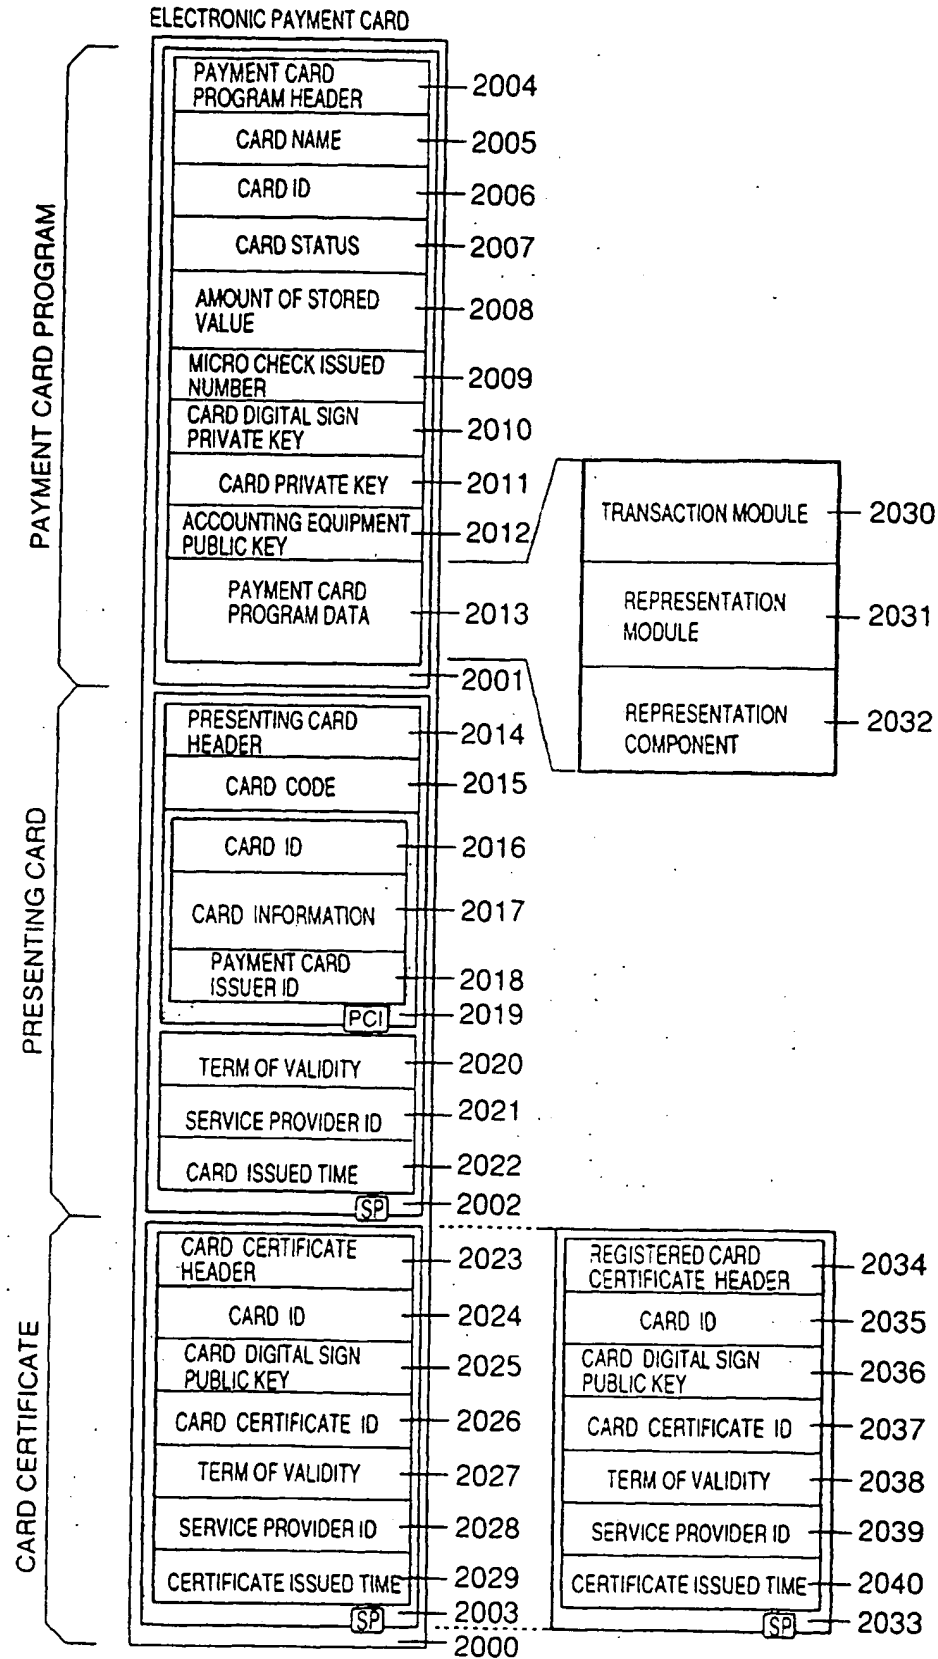 ELECTRONIC PAYMENT CARD
PAYMENT CARD PROGRAM
PAYMENT CARD
PROGRAM HEADER
2004
CARD NAME
2005
CARD ID
2006
CARD STATUS
2007
AMOUNT OF STORED
VALUE
2008
MICRO CHECK ISSUED
NUMBER
2009
CARD DIGITAL SIGN
PRIVATE KEY
2010
CARD PRIVATE KEY
2011
ACCOUNTING EQUIPMENT
PUBLIC KEY
2012
PAYMENT CARD
PROGRAM DATA
2013
2001
TRANSACTION MODULE
2030
REPRESENTATION
MODULE
2031
REPRESENTATION
COMPONENT
2032
PRESENTING CARD
PRESENTING CARD
HEADER
2014
CARD CODE
2015
CARD ID
2016
CARD INFORMATION
2017
PAYMENT CARD
ISSUER ID
2018
PCI
2019
TERM OF VALIDITY
2020
SERVICE PROVIDER ID
2021
CARD ISSUED TIME
2022
SP
2002
CARD CERTIFICATE
CARD CERTIFICATE
HEADER
2023
CARD ID
2024
CARD DIGITAL SIGN
PUBLIC KEY
2025
CARD CERTIFICATE ID
2026
TERM OF VALIDITY
2027
SERVICE PROVIDER ID
2028
CERTIFICATE ISSUED TIME
2029
SP
2003
2000
REGISTERED CARD
CERTIFICATE HEADER
2034
CARD ID
2035
CARD DIGITAL SIGN
PUBLIC KEY
2036
CARD CERTIFICATE ID
2037
TERM OF VALIDITY
2038
SERVICE PROVIDER ID
2039
CERTIFICATE ISSUED TIME
2040
SP
2033